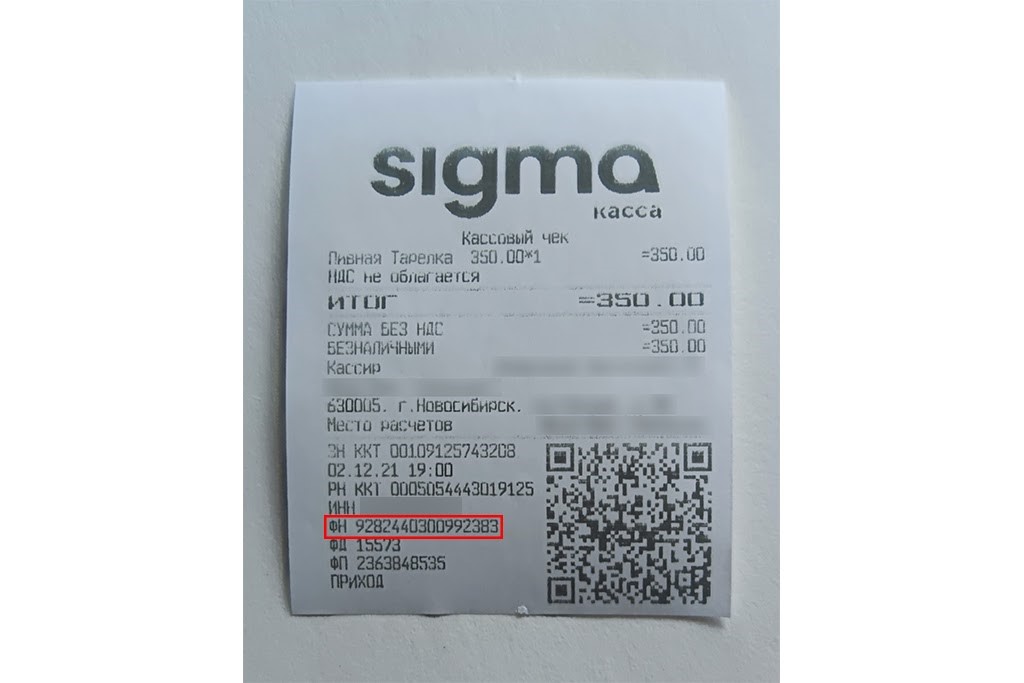 sigma
касса
Кассовый чек
Пивная Тарелка 350.00*1 =350.00
НДС не облагается
ИТОГ =350.00
СУММА БЕЗ НДС =350.00
БЕЗНАЛИЧНЫМИ =350.00
Кассир
630005. г.Новосибирск.
Место расчетов
ЗН ККТ 00109125743208
02.12.21 19:00
РН ККТ 0005054443019125
ИНН
ФН 9282440300992383
ФД 15573
ФП 2363848535
ПРИХОД